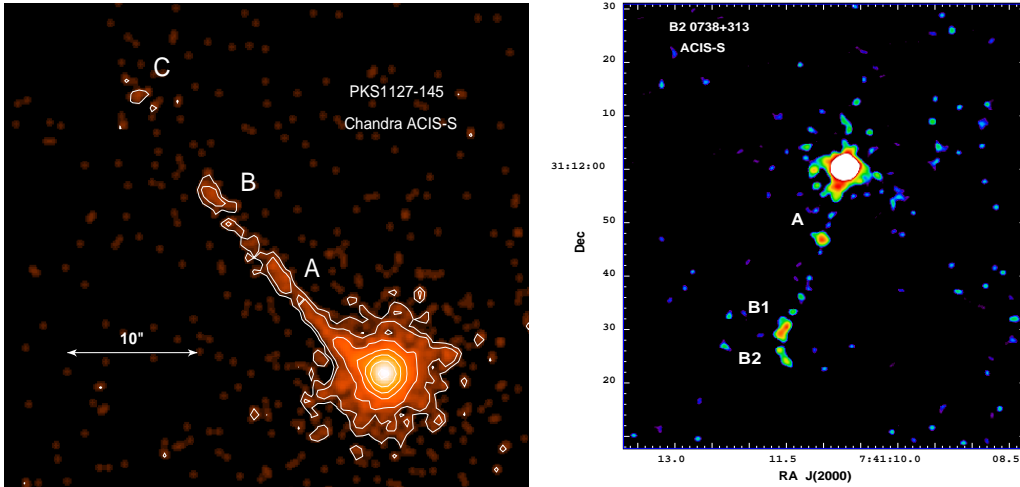 C
PKS1127-145
Chandra ACIS-S
B
A
10"
B2 0738+313
ACIS-S
30
20
10
31:12:00
50
40
30
20
Dec
A
B1
B2
13.0 11.5 7:41:10.0 08.5
RA J(2000)